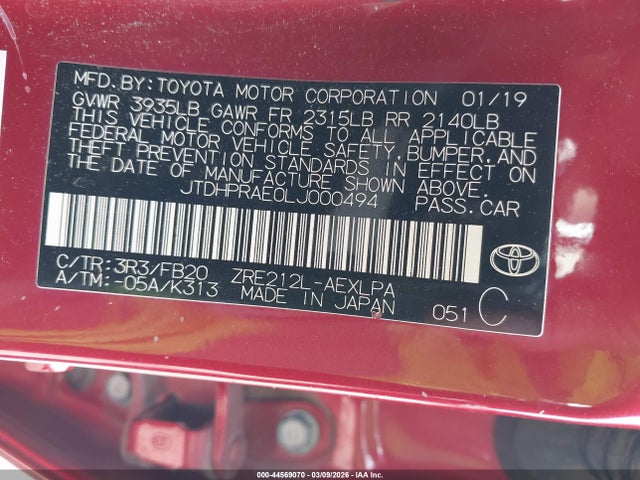 MFD. BY: TOYOTA MOTOR CORPORATION 01/19
GVWR 3935LB GAWR FR 2315LB RR 2140LB
THIS VEHICLE CONFORMS TO ALL APPLICABLE
FEDERAL MOTOR VEHICLE SAFETY, BUMPER, AND
THEFT PREVENTION STANDARDS IN EFFECT ON
THE DATE OF MANUFACTURE SHOWN ABOVE.
JTDHPRAE0LJ000494 PASS.CAR
C/TR: 3R3/FB20 ZRE212L-AEXLPA
A/TM: -05A/K313 MADE IN JAPAN 051 C
000-44569070 | 03/09/2026 | IAA Inc.